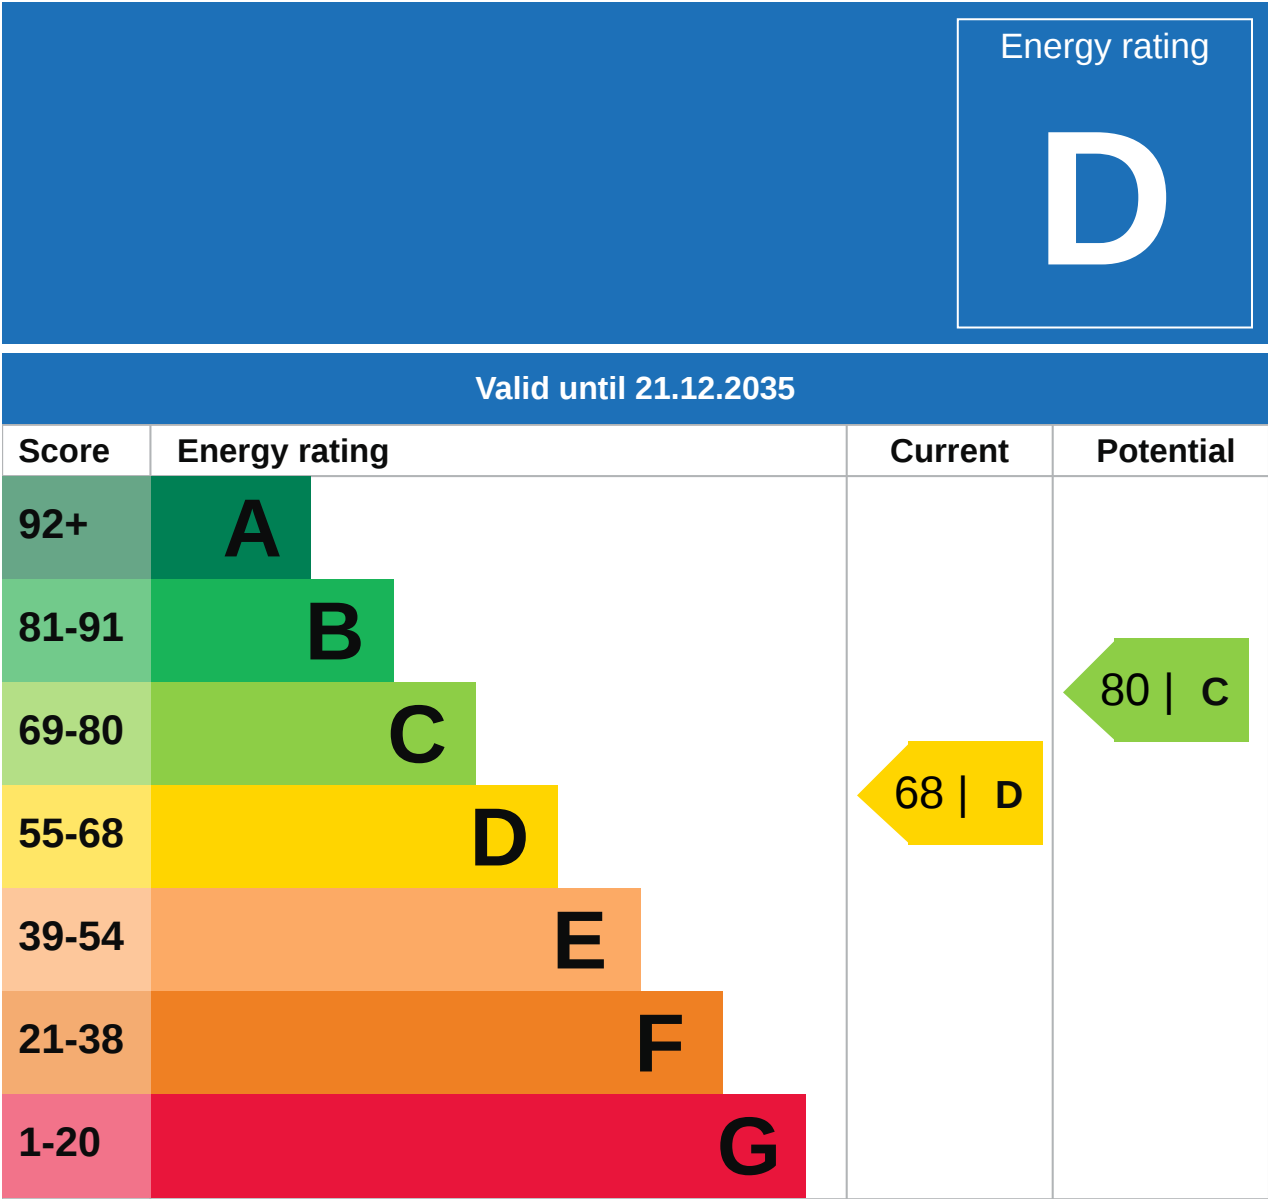 Energy rating
D
Valid until 21.12.2035
Score Energy rating Current Potential
92+ A
81-91 B
69-80 C
80 | C
55-68 D
68 | D
39-54 E
21-38 F
1-20 G